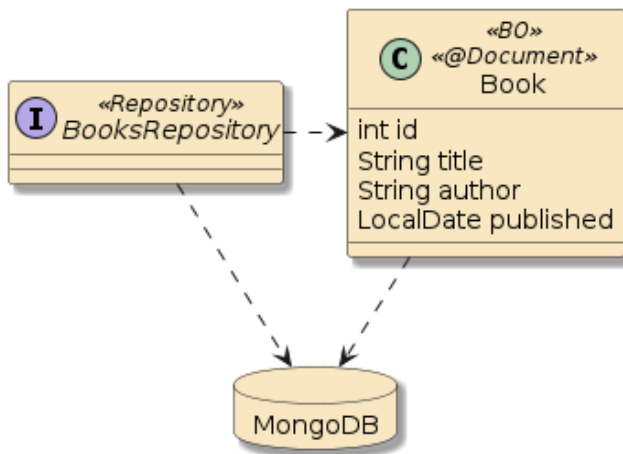 I
«Repository»
BooksRepository
C
«BO»
«@Document»
Book
int id
String title
String author
LocalDate published
MongoDB